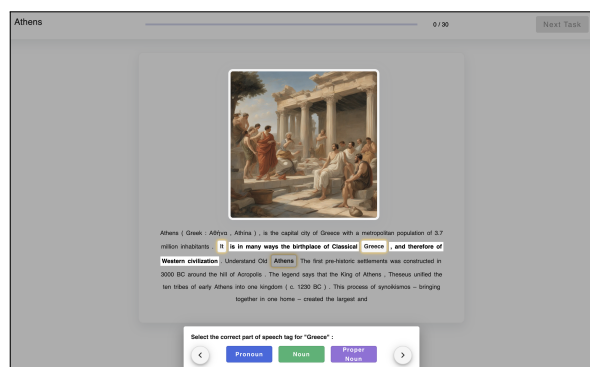 Athens
0 / 30
Next Task
Athens ( Greek : Αθήνα , Athina ) , is the capital city of Greece with a metropolitan population of 3.7
million inhabitants . It is in many ways the birthplace of Classical Greece , and therefore of
Western civilization . Understand Old Athens The first pre-historic settlements was constructed in
3000 BC around the hill of Acropolis . The legend says that the King of Athens , Theseus unified the
ten tribes of early Athens into one kingdom ( c. 1230 BC ) . This process of synoikismos – bringing
together in one home – created the largest and
Select the correct part of speech tag for "Greece" :
Pronoun
Noun
Proper
Noun